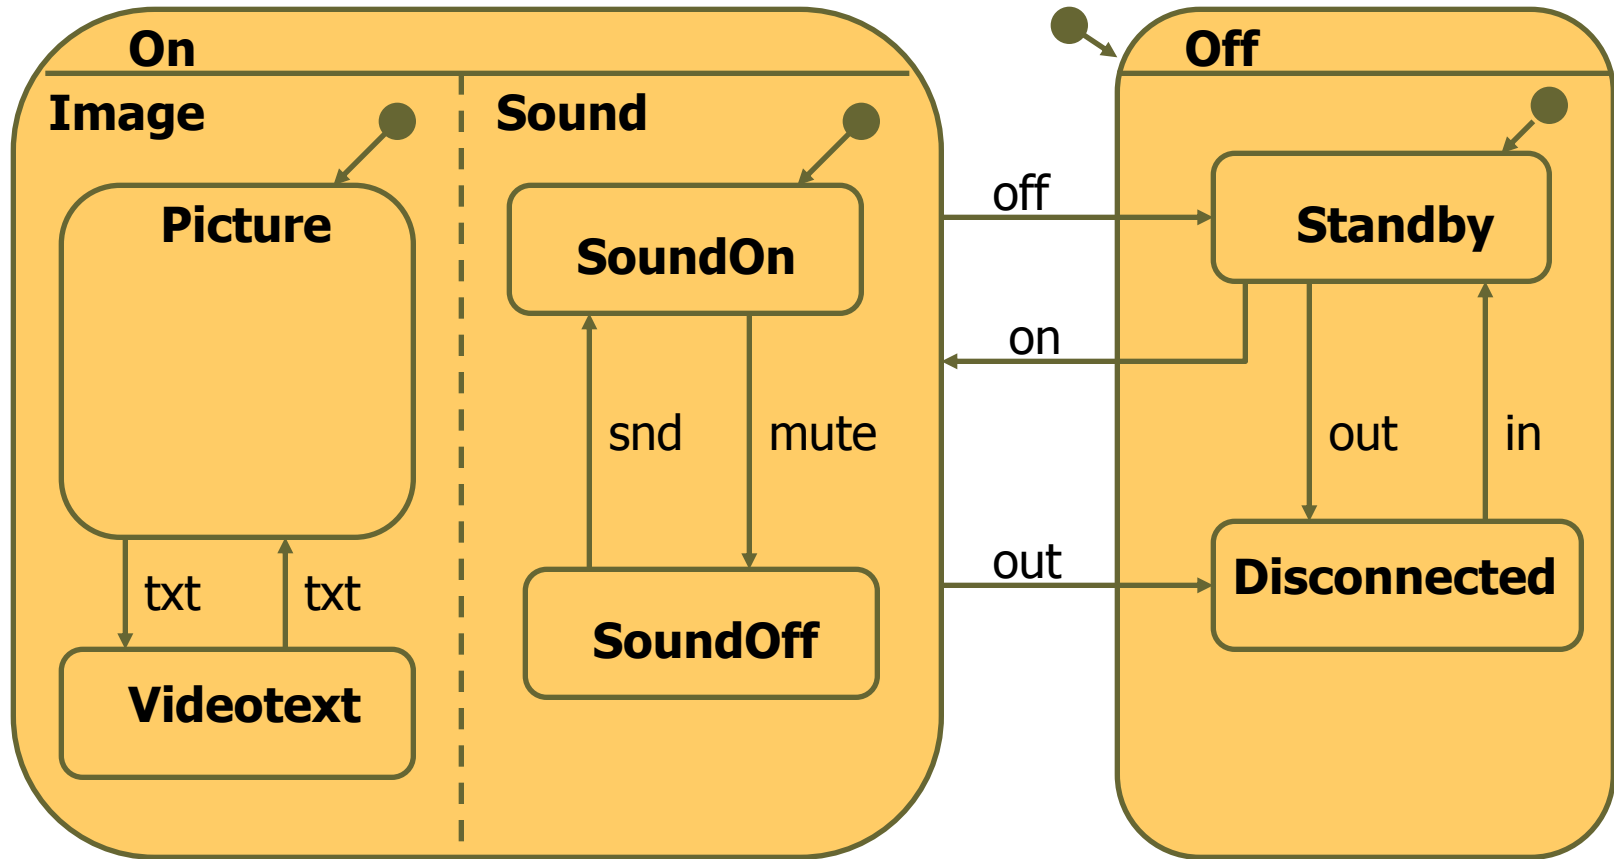 On
Image
Picture
txt
txt
Videotext
Sound
SoundOn
snd
mute
SoundOff
off
on
out
Off
Standby
out
in
Disconnected